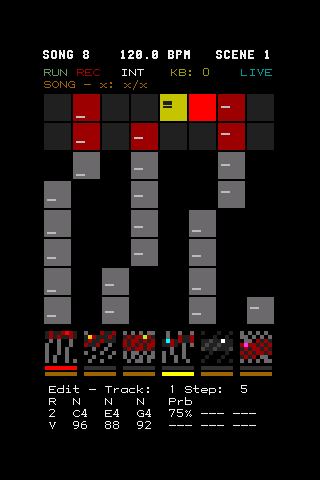 SONG 8 120.0 BPM SCENE 1
RUN REC INT KB: O LIVE
SONG - x: x/x
Edit - Track: 1 Step: 5
R N N N Prb
2 C4 E4 G4 75% --- ---
V 96 88 92 --- --- ---